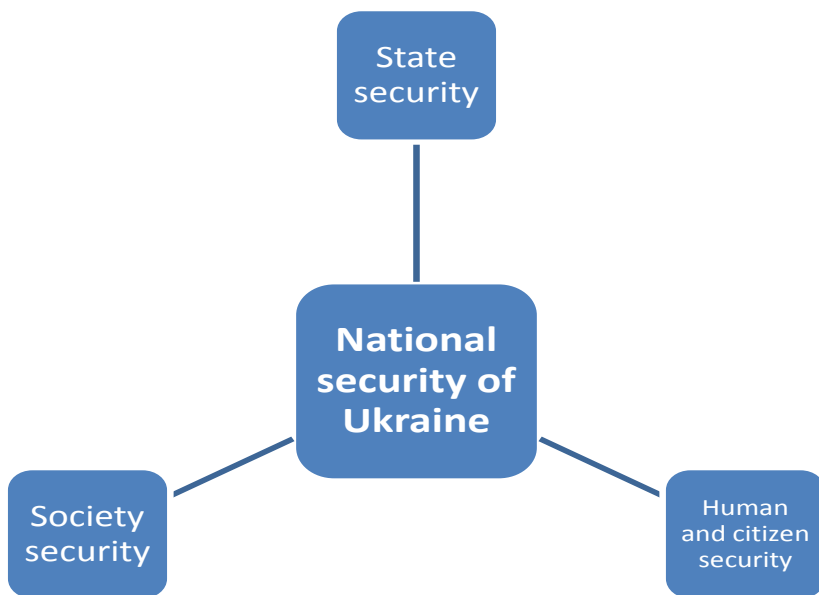 State
security
National
security of
Ukraine
Society
security
Human
and citizen
security